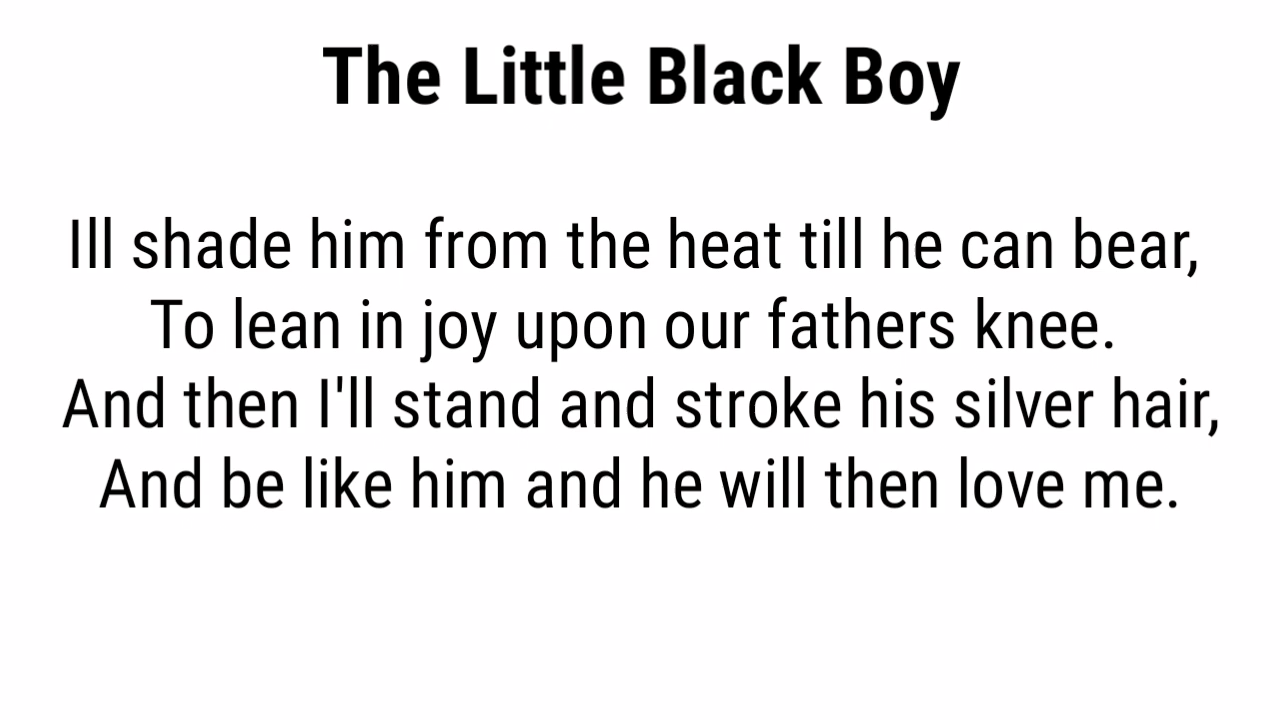 The Little Black Boy
Ill shade him from the heat till he can bear,
To lean in joy upon our fathers knee.
And then I'll stand and stroke his silver hair,
And be like him and he will then love me.